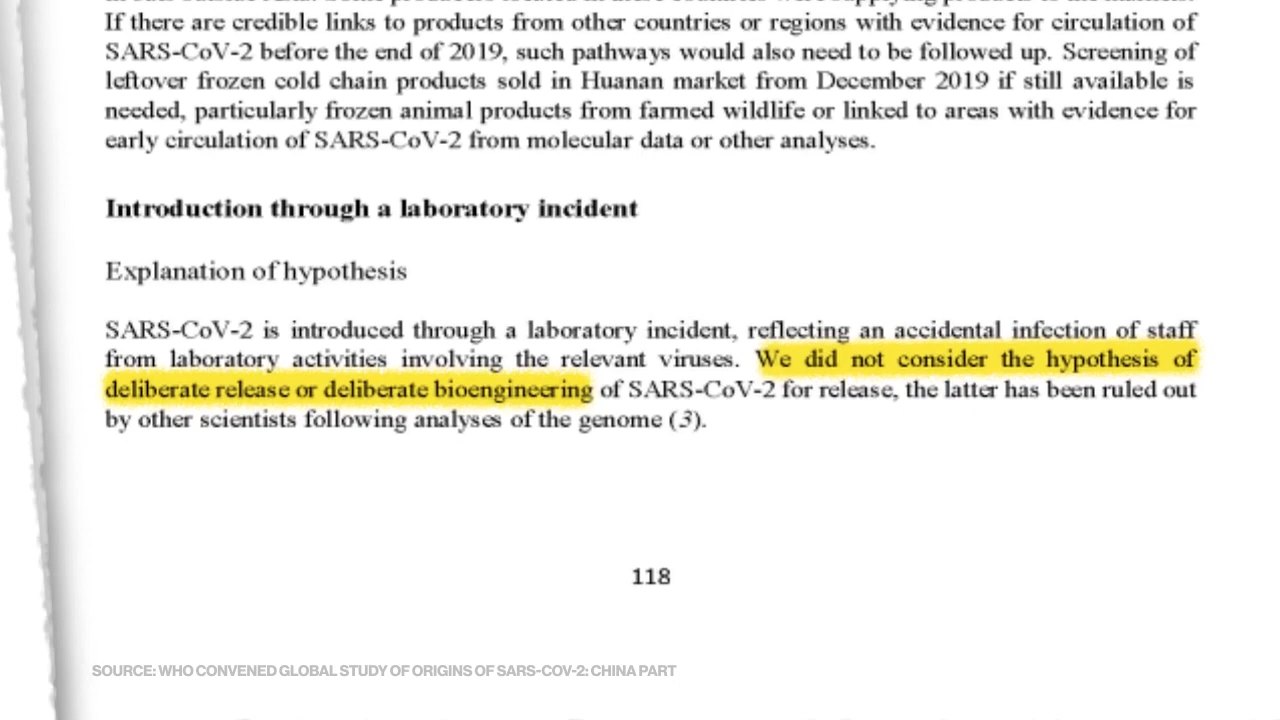 If there are credible links to products from other countries or regions with evidence for circulation of
SARS-CoV-2 before the end of 2019, such pathways would also need to be followed up. Screening of
leftover frozen cold chain products sold in Huanan market from December 2019 if still available is
needed, particularly frozen animal products from farmed wildlife or linked to areas with evidence for
early circulation of SARS-CoV-2 from molecular data or other analyses.
Introduction through a laboratory incident
Explanation of hypothesis
SARS-CoV-2 is introduced through a laboratory incident, reflecting an accidental infection of staff
from laboratory activities involving the relevant viruses. We did not consider the hypothesis of
deliberate release or deliberate bioengineering of SARS-CoV-2 for release, the latter has been ruled out
by other scientists following analyses of the genome (3).
118
SOURCE: WHO CONVENED GLOBAL STUDY OF ORIGINS OF SARS-COV-2: CHINA PART